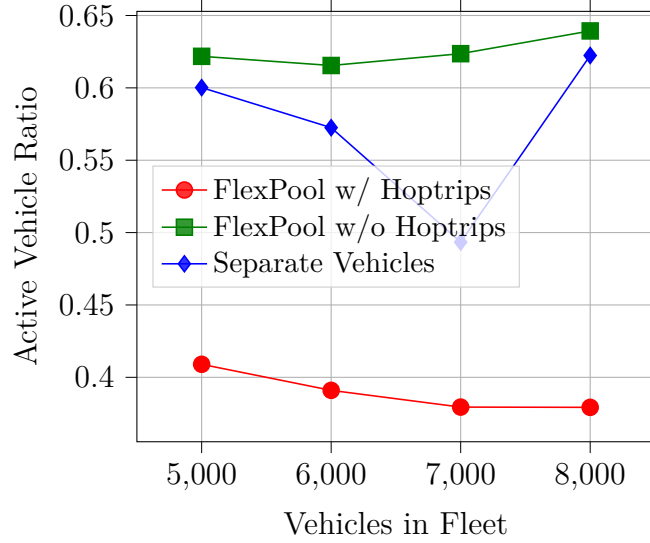 0.65
0.6
0.55
0.5
0.45
0.4
Active Vehicle Ratio
FlexPool w/ Hoptrips
FlexPool w/o Hoptrips
Separate Vehicles
5,000 6,000 7,000 8,000
Vehicles in Fleet